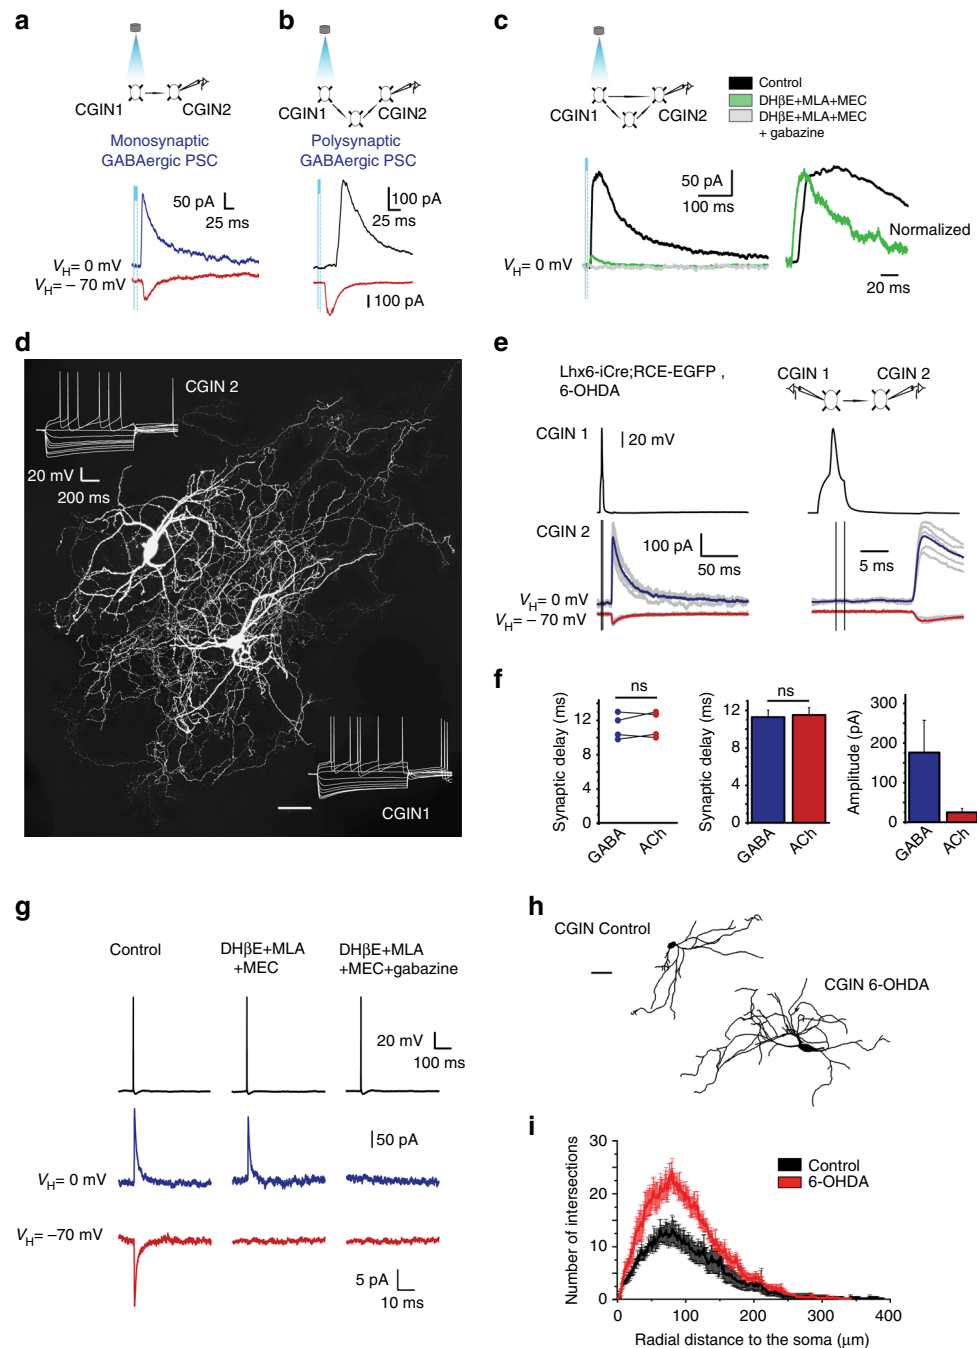 a
CGIN1
CGIN2
Monosynaptic
GABAergic PSC
50 pA
25 ms
VH= 0 mV
VH= − 70 mV
b
CGIN1
CGIN2
Polysynaptic
GABAergic PSC
100 pA
25 ms
100 pA
c
CGIN1
CGIN2
Control
DHβE+MLA+MEC
DHβE+MLA+MEC
+ gabazine
50 pA
100 ms
VH= 0 mV
Normalized
20 ms
d
CGIN 2
20 mV
200 ms
CGIN1
e
Lhx6-iCre;RCE-EGFP ,
6-OHDA
CGIN 1
CGIN 2
CGIN 1
20 mV
CGIN 2
100 pA
50 ms
5 ms
VH= 0 mV
VH= − 70 mV
f
Synaptic delay (ms)
12
8
4
0
ns
GABA
ACh
Synaptic delay (ms)
12
8
4
0
ns
GABA
ACh
Amplitude (pA)
300
200
100
0
GABA
ACh
g
Control
DHβE+MLA
+MEC
DHβE+MLA
+MEC+gabazine
20 mV
100 ms
50 pA
VH= 0 mV
VH= −70 mV
5 pA
10 ms
h
CGIN Control
CGIN 6-OHDA
i
Number of intersections
30
20
10
0
Control
6-OHDA
0
100
200
300
400
Radial distance to the soma (μm)